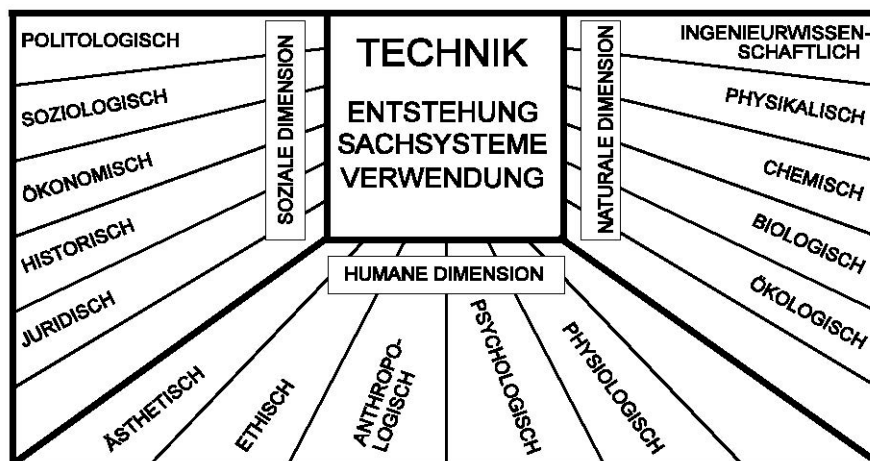 TECHNIK
ENTSTEHUNG
SACHSYSTEME
VERWENDUNG
SOZIALE DIMENSION
POLITOLOGISCH
SOZIOLOGISCH
ÖKONOMISCH
HISTORISCH
JURIDISCH
HUMANE DIMENSION
ÄSTHETISCH
ETHISCH
ANTHROPO-
LOGISCH
PSYCHOLOGISCH
PHYSIOLOGISCH
NATURALE DIMENSION
INGENIEURWISSEN-
SCHAFTLICH
PHYSIKALISCH
CHEMISCH
BIOLOGISCH
ÖKOLOGISCH